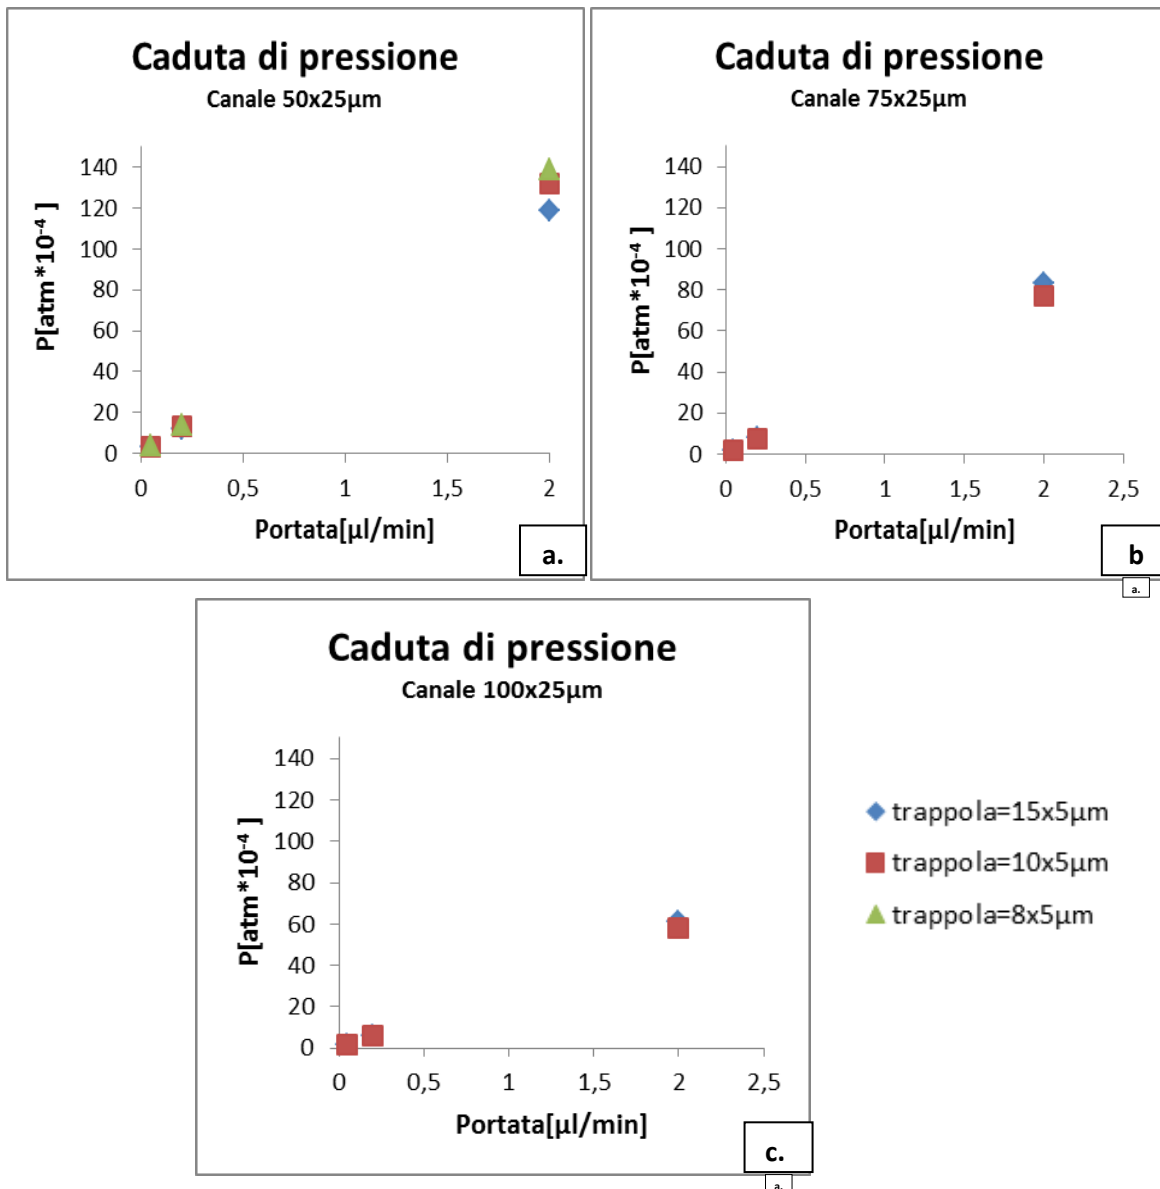 Caduta di pressione
Canale 50x25µm
P[atm*10-4 ]
140
120
100
80
60
40
20
0
0 0,5 1 1,5 2
Portata[µl/min]
a.
Caduta di pressione
Canale 75x25µm
P[atm*10-4 ]
140
120
100
80
60
40
20
0
0 0,5 1 1,5 2 2,5
Portata[µl/min]
b
a.
Caduta di pressione
Canale 100x25µm
P[atm*10-4 ]
140
120
100
80
60
40
20
0
0 0,5 1 1,5 2 2,5
Portata[µl/min]
c.
a.
trappola=15x5µm
trappola=10x5µm
trappola=8x5µm